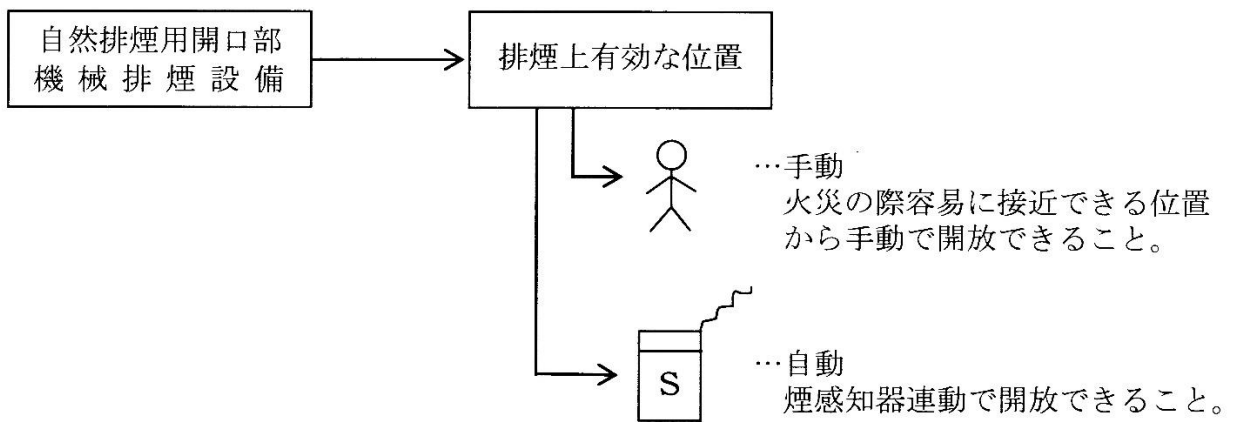 自然排煙用開口部
機械排煙設備
排煙上有効な位置
…手動
火災の際容易に接近できる位置
から手動で開放できること。
S
…自動
煙感知器連動で開放できること。